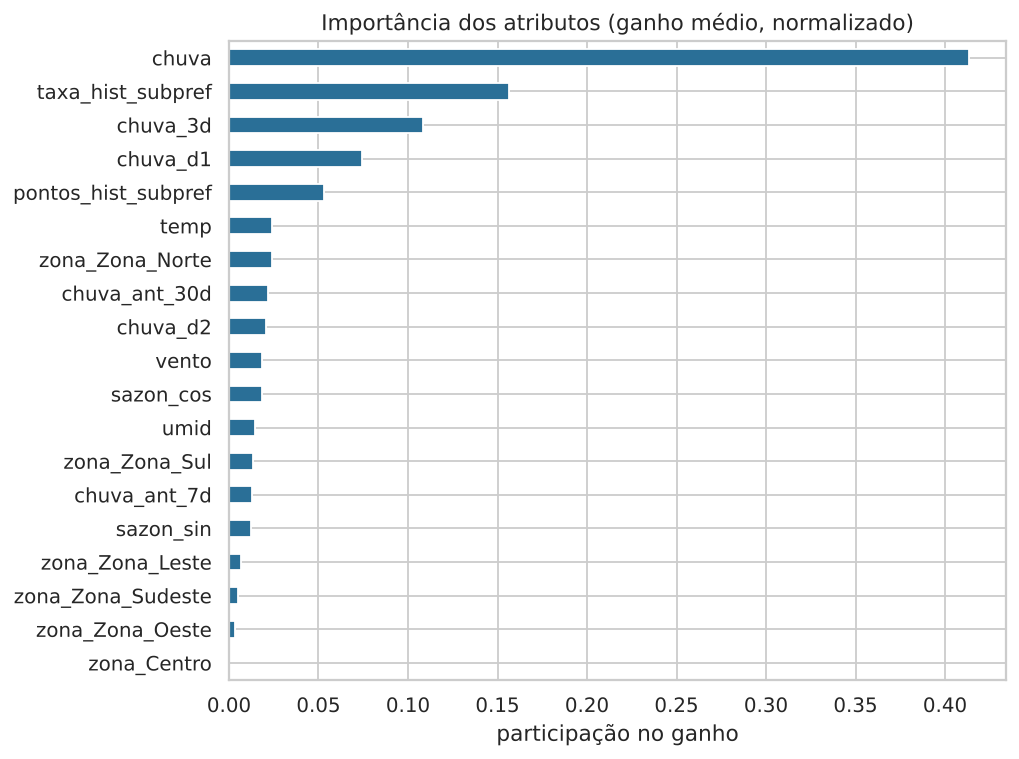 Importância dos atributos (ganho médio, normalizado)
chuva
taxa_hist_subpref
chuva_3d
chuva_d1
pontos_hist_subpref
temp
zona_Zona_Norte
chuva_ant_30d
chuva_d2
vento
sazon_cos
umid
zona_Zona_Sul
chuva_ant_7d
sazon_sin
zona_Zona_Leste
zona_Zona_Sudeste
zona_Zona_Oeste
zona_Centro
0.00 0.05 0.10 0.15 0.20 0.25 0.30 0.35 0.40
participação no ganho